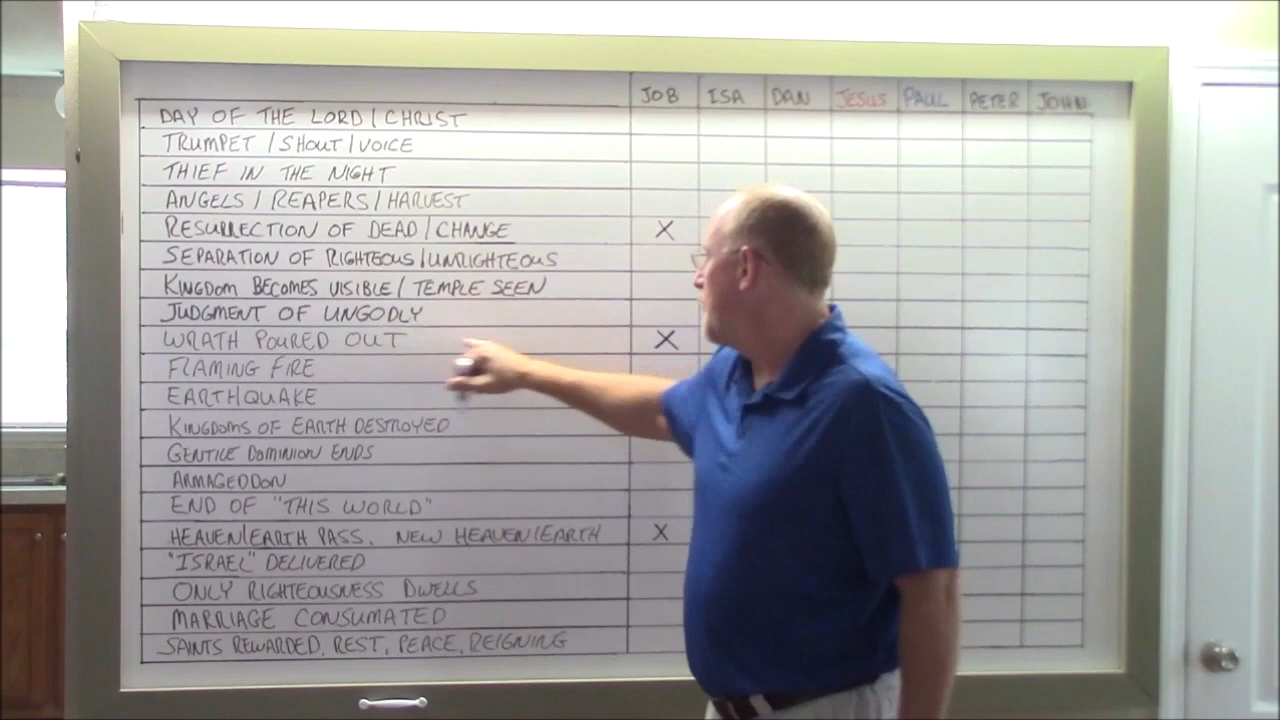 JOB ISA DAN JESUS PAUL PETER JOHN
DAY OF THE LORD/CHRIST
TRUMPET/SHOUT/VOICE
THIEF IN THE NIGHT
ANGELS/REAPERS/HARVEST
RESURRECTION OF DEAD/CHANGE X
SEPARATION OF RIGHTEOUS/UNRIGHTEOUS
KINGDOM BECOMES VISIBLE/TEMPLE SEEN
JUDGMENT OF UNGODLY
WRATH POURED OUT X
FLAMING FIRE
EARTHQUAKE
KINGDOMS OF EARTH DESTROYED
GENTILE DOMINION ENDS
ARMAGEDDON
END OF "THIS WORLD"
HEAVEN/EARTH PASS. NEW HEAVEN/EARTH X
"ISRAEL" DELIVERED
ONLY RIGHTEOUSNESS DWELLS
MARRIAGE CONSUMATED
SAINTS REWARDED, REST, PEACE, REIGNING